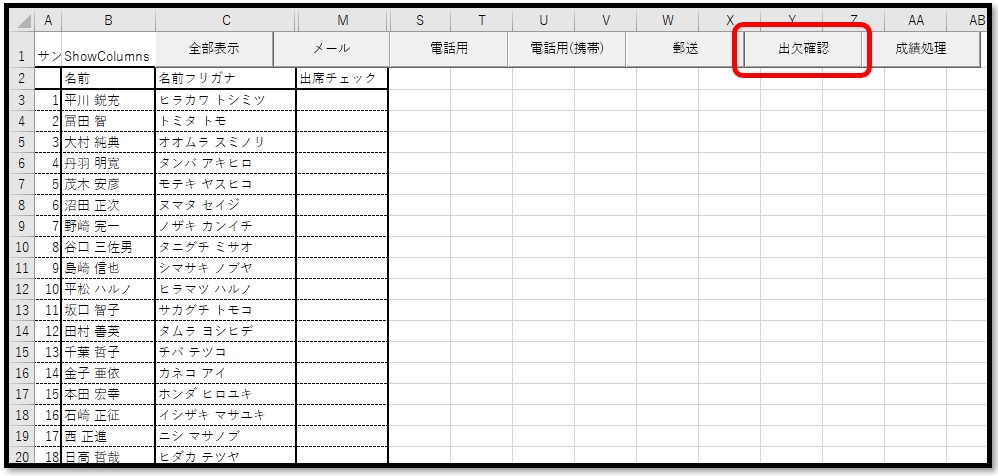 A B C M S T U V W X Y Z AA AB
1 サン ShowColumns 全部表示 メール 電話用 電話用(携帯) 郵送 出欠確認 成績処理
2 名前 名前フリガナ 出席チェック
3 1 平川 鋭充 ヒラカワ トシミツ
4 2 冨田 智 トミタ トモ
5 3 大村 純典 オオムラ スミノリ
6 4 丹羽 明寛 タンバ アキヒロ
7 5 茂木 安彦 モテキ ヤスヒコ
8 6 沼田 正次 ヌマタ セイジ
9 7 野崎 完一 ノザキ カンイチ
10 8 谷口 三佐男 タニグチ ミサオ
11 9 島崎 信也 シマサキ ノブヤ
12 10 平松 ハルノ ヒラマツ ハルノ
13 11 坂口 智子 サカグチ トモコ
14 12 田村 善英 タムラ ヨシヒデ
15 13 千葉 哲子 チバ テツコ
16 14 金子 亜依 カネコ アイ
17 15 本田 宏幸 ホンダ ヒロユキ
18 16 石崎 正征 イシザキ マサユキ
19 17 西 正進 ニシ マサノブ
20 18 日高 哲哉 ヒダカ テツヤ